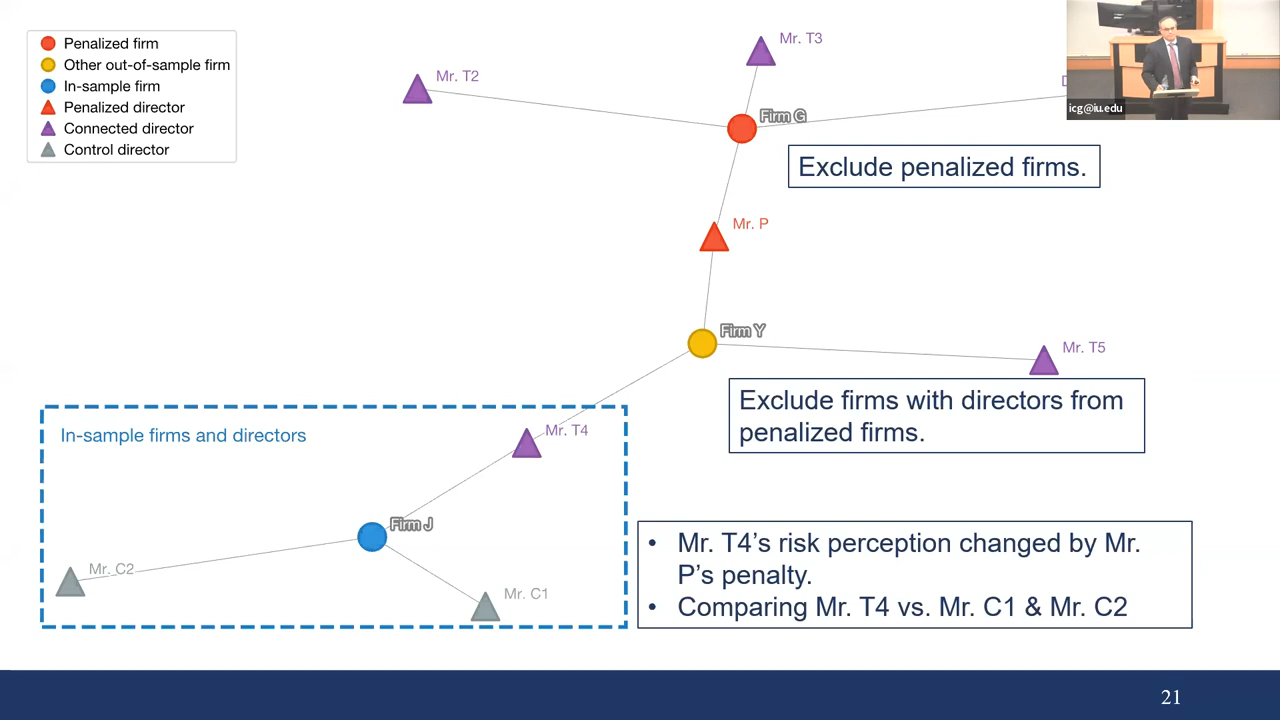 Penalized firm
Other out-of-sample firm
In-sample firm
Penalized director
Connected director
Control director
Mr. T3
Mr. T2
Firm G
icg@iu.edu
Exclude penalized firms.
Mr. P
Firm Y
Mr. T5
Exclude firms with directors from
penalized firms.
In-sample firms and directors
Mr. T4
Firm J
Mr. C2
Mr. C1
• Mr. T4’s risk perception changed by Mr.
P’s penalty.
• Comparing Mr. T4 vs. Mr. C1 & Mr. C2
21